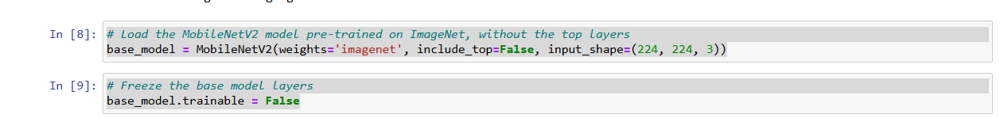 In [8]: # Load the MobileNetV2 model pre-trained on ImageNet, without the top layers
base_model = MobileNetV2(weights='imagenet', include_top=False, input_shape=(224, 224, 3))
In [9]: # Freeze the base model layers
base_model.trainable = False